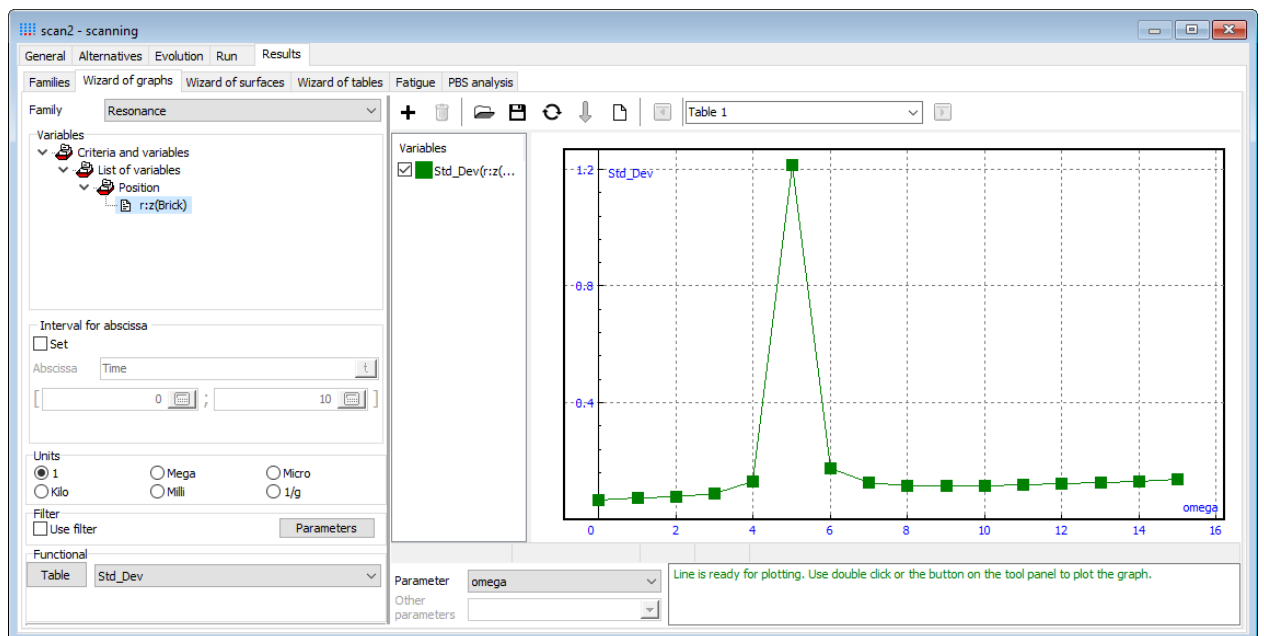 scan2 - scanning
General Alternatives Evolution Run Results
Families Wizard of graphs Wizard of surfaces Wizard of tables Fatigue PBS analysis
Family Resonance
Variables
Criteria and variables
List of variables
Position
r:z(Brick)
Interval for abscissa
Set
Abscissa Time t
[ 0 ; 10 ]
Units
1 Mega Micro
Kilo Milli 1/g
Filter
Use filter Parameters
Functional
Table Std_Dev
Table 1
Variables
Std_Dev(r:z(...
1.2 Std_Dev
0.8
0.4
omega
0 2 4 6 8 10 12 14 16
Parameter omega
Other
parameters
Line is ready for plotting. Use double click or the button on the tool panel to plot the graph.